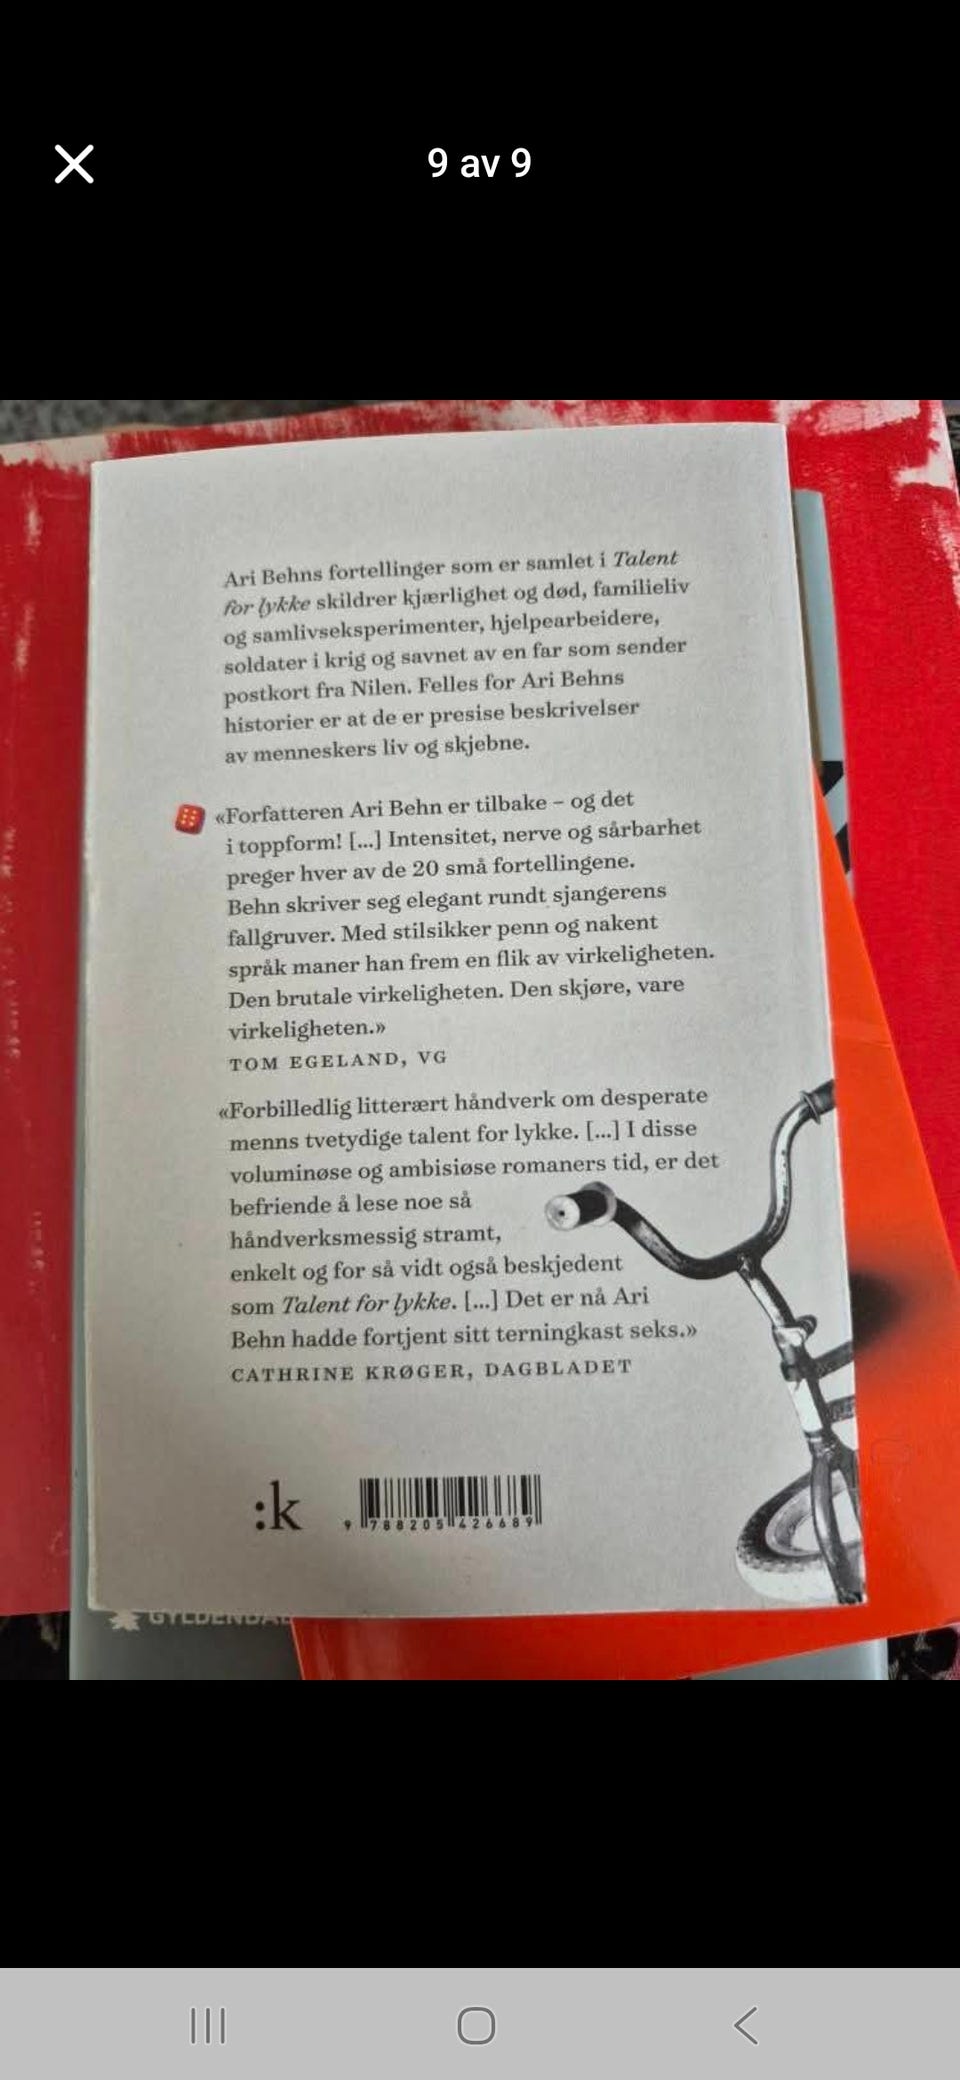 9 av 9
Ari Behns fortellinger som er samlet i Talent
for lykke skildrer kjærlighet og død, familieliv
og samlivseksperimenter, hjelpearbeidere,
soldater i krig og savnet av en far som sender
postkort fra Nilen. Felles for Ari Behns
historier er at de er presise beskrivelser
av menneskers liv og skjebne.
«Forfatteren Ari Behn er tilbake – og det
i toppform! [...] Intensitet, nerve og sårbarhet
preger hver av de 20 små fortellingene.
Behn skriver seg elegant rundt sjangerens
fallgruver. Med stilsikker penn og nakent
språk maner han frem en flik av virkeligheten.
Den brutale virkeligheten. Den skjøre, vare
virkeligheten.»
TOM EGELAND, VG
«Forbilledlig litterært håndverk om desperate
menns tvetydige talent for lykke. [...] I disse
voluminøse og ambisiøse romaners tid, er det
befriende å lese noe så
håndverksmessig stramt,
enkelt og for så vidt også beskjedent
som Talent for lykke. [...] Det er nå Ari
Behn hadde fortjent sitt terningkast seks.»
CATHRINE KRØGER, DAGBLADET
:k
9 788205 426689
GYLDENDAL